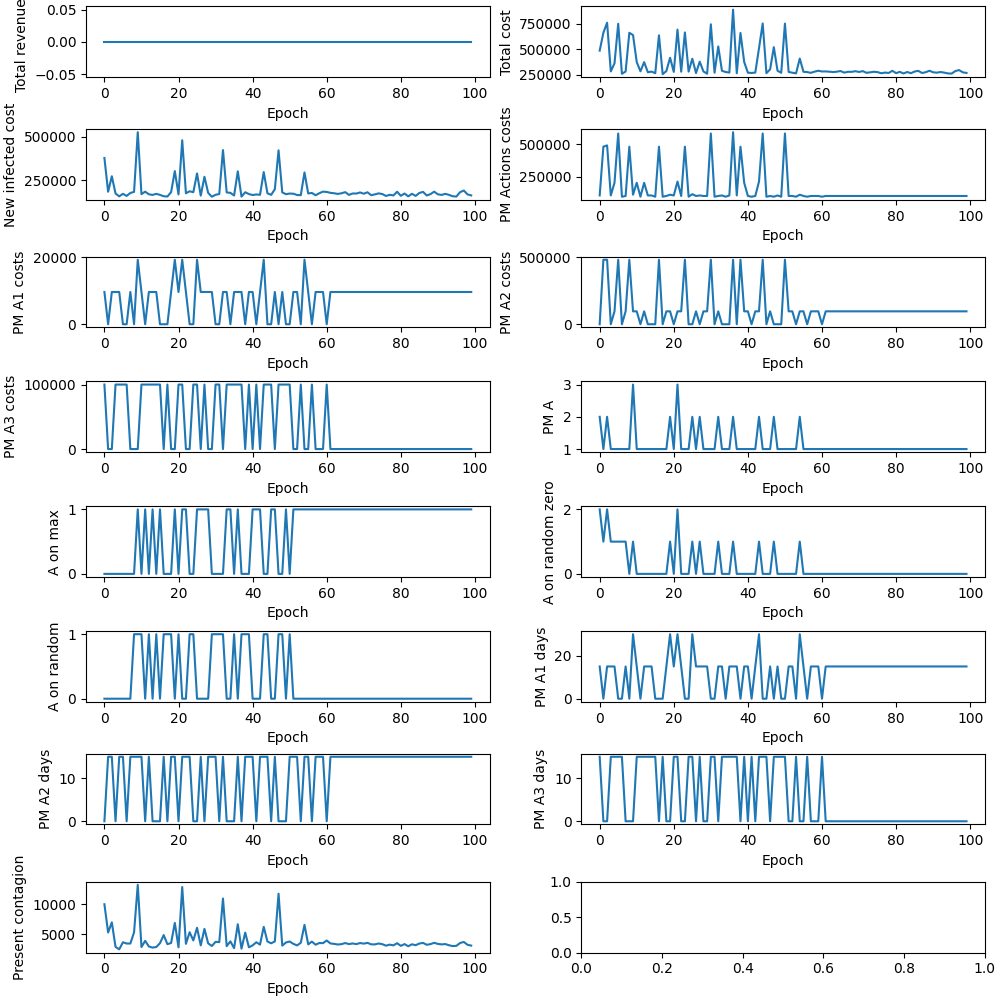 Total revenue
0.05
0.00
−0.05
0 20 40 60 80 100
Epoch
Total cost
750000
500000
250000
0 20 40 60 80 100
Epoch
New infected cost
500000
250000
0 20 40 60 80 100
Epoch
PM Actions costs
500000
250000
0 20 40 60 80 100
Epoch
PM A1 costs
20000
0
0 20 40 60 80 100
Epoch
PM A2 costs
500000
0
0 20 40 60 80 100
Epoch
PM A3 costs
100000
0
0 20 40 60 80 100
Epoch
PM A
3
2
1
0 20 40 60 80 100
Epoch
A on max
1
0
0 20 40 60 80 100
Epoch
A on random zero
2
0
0 20 40 60 80 100
Epoch
A on random
1
0
0 20 40 60 80 100
Epoch
PM A1 days
20
0
0 20 40 60 80 100
Epoch
PM A2 days
10
0
0 20 40 60 80 100
Epoch
PM A3 days
10
0
0 20 40 60 80 100
Epoch
Present contagion
10000
5000
0 20 40 60 80 100
Epoch
1.0
0.5
0.0
0.0 0.2 0.4 0.6 0.8 1.0